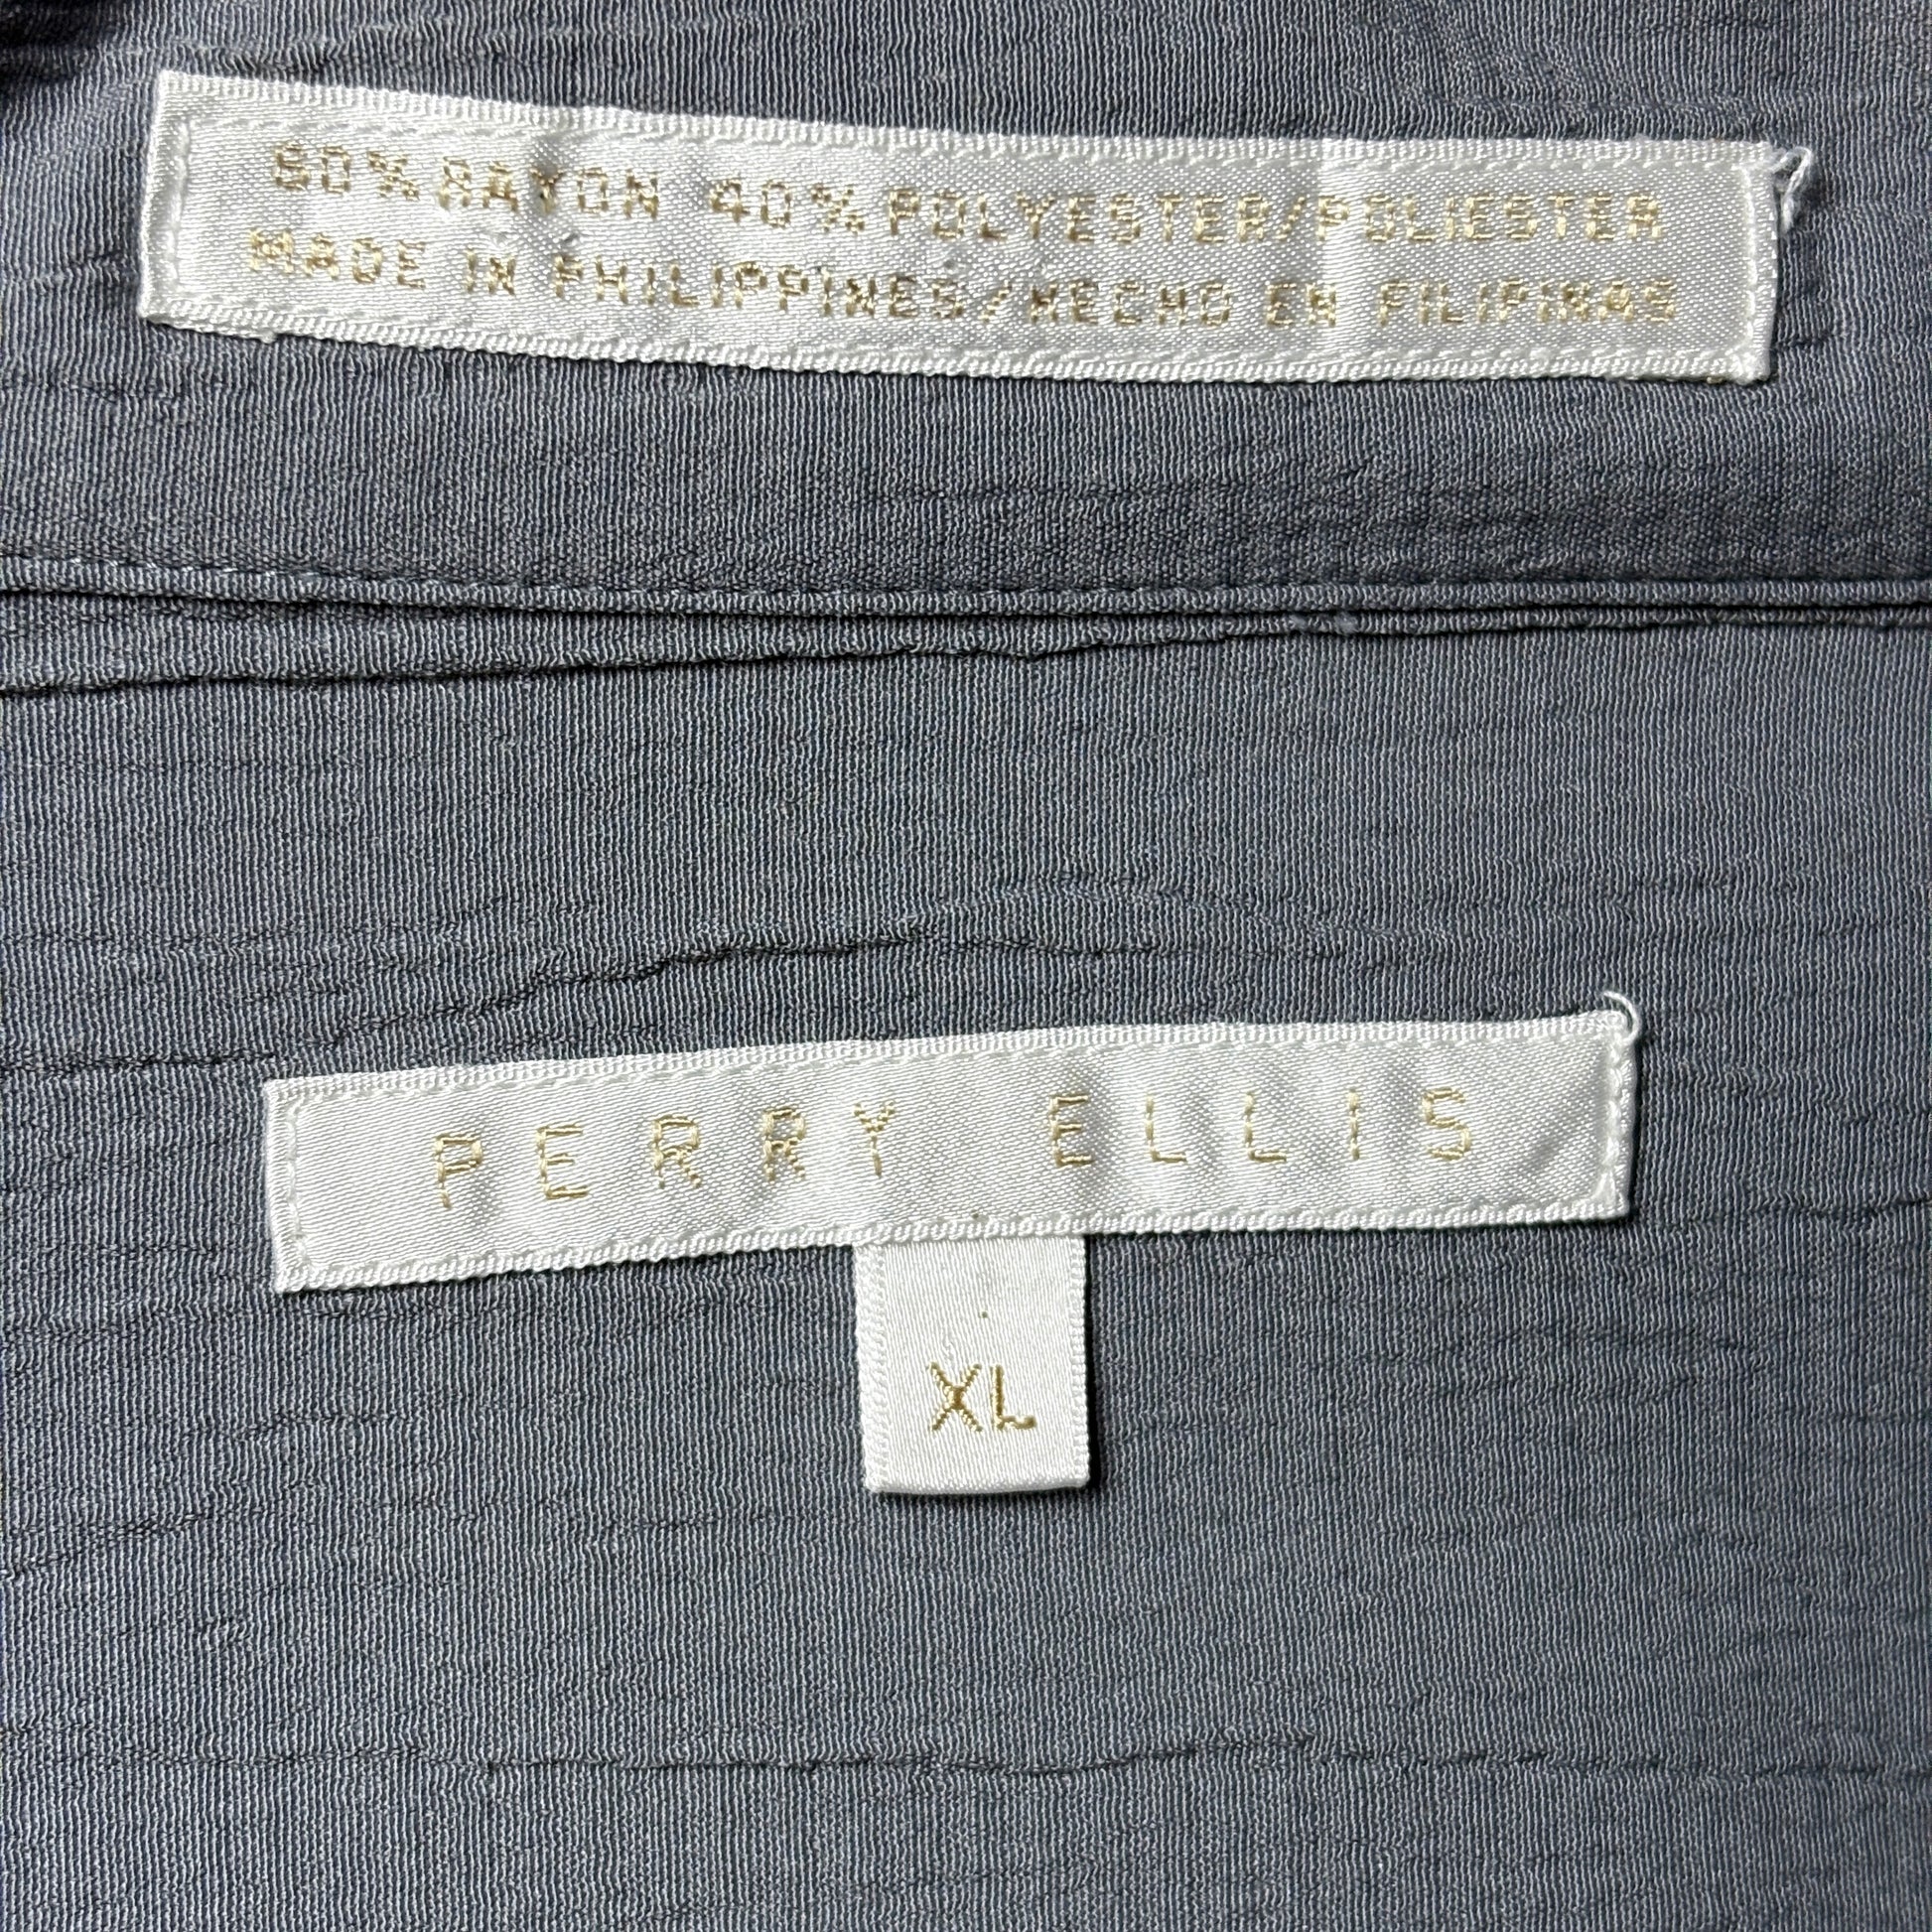 60% RAYON 40% POLYESTER/POLIESTER
MADE IN PHILIPPINES/HECHO EN FILIPINAS
PERRY ELLIS
XL